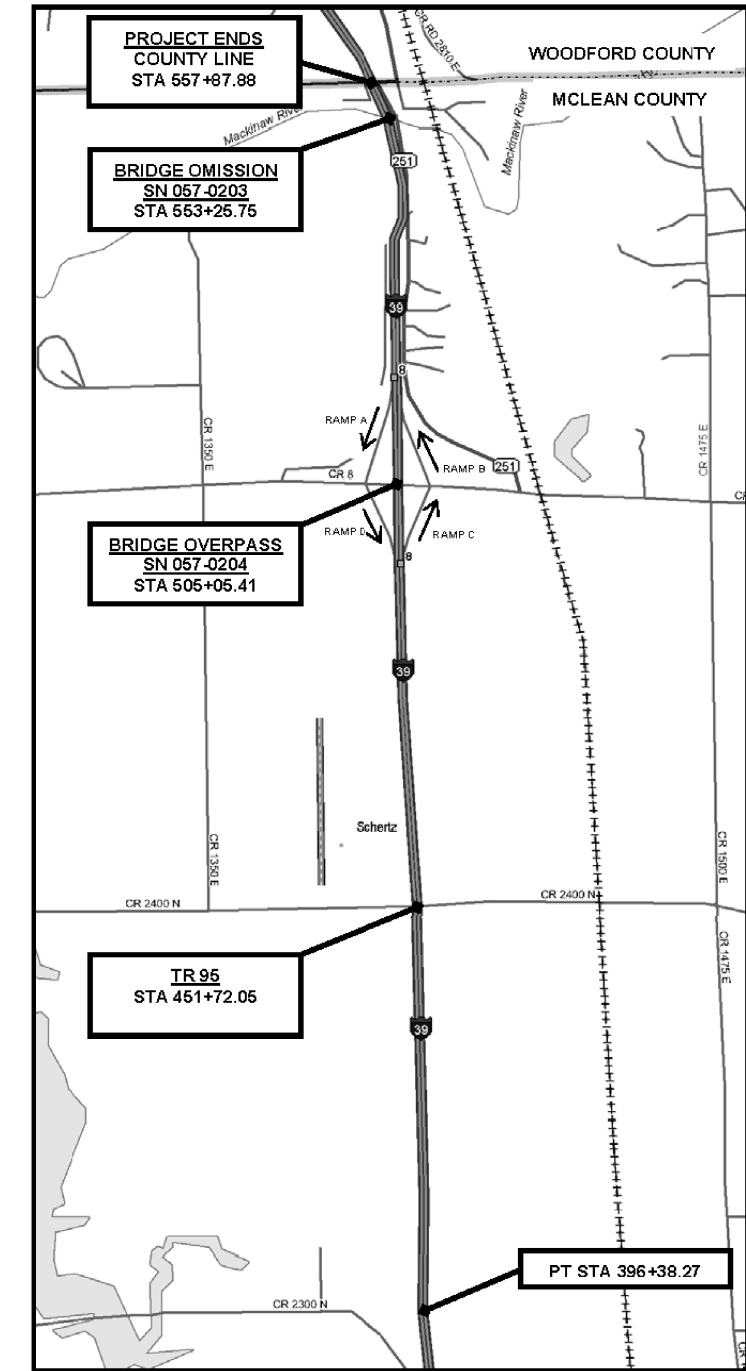 PROJECT ENDS
COUNTY LINE
STA 557+87.88
CR RD 2810 E
WOODFORD COUNTY
MCLEAN COUNTY
Mackinaw River
Mackinaw River
BRIDGE OMISSION
SN 057-0203
STA 553+25.75
251
39
8
CR 1350 E
CR 1475 E
RAMP A
RAMP B
251
CR 8
RAMP D
RAMP C
8
BRIDGE OVERPASS
SN 057-0204
STA 505+05.41
39
Schertz
CR 1350 E
CR 1500 E
CR 2400 N
CR 2400 N
TR 95
STA 451+72.05
CR 1475 E
39
PT STA 396+38.27
CR 2300 N